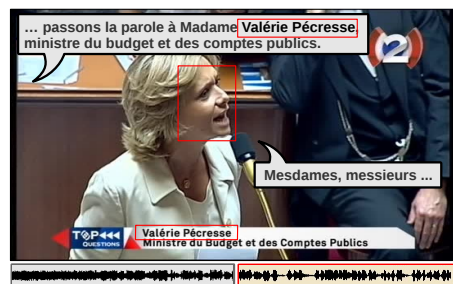 ... passons la parole à Madame Valérie Pécresse,
ministre du budget et des comptes publics.
2
Mesdames, messieurs ...
TOP
QUESTIONS
Valérie Pécresse
Ministre du Budget et des Comptes Publics